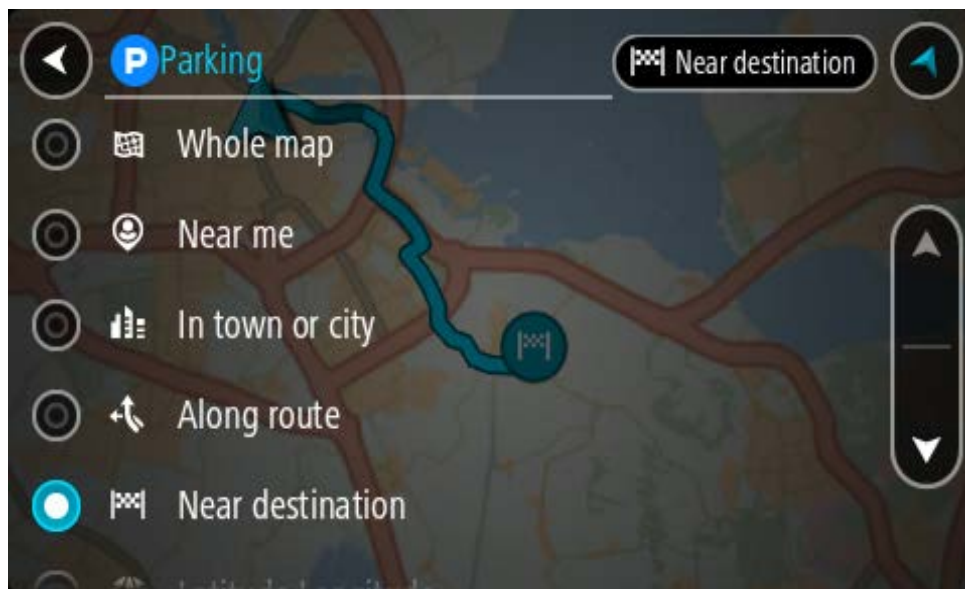 P Parking
Near destination
Whole map
Near me
In town or city
Along route
Near destination